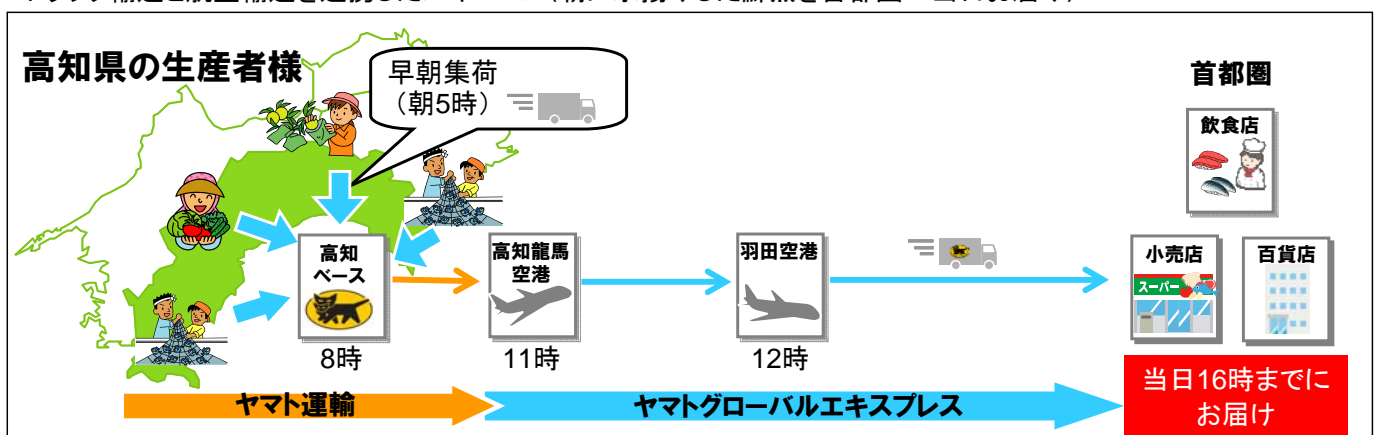 高知県の生産者様
早朝集荷
（朝5時）
首都圏
飲食店
高知
ベース
8時
高知龍馬
空港
11時
羽田空港
12時
小売店
スーパー
百貨店
ヤマト運輸
ヤマトグローバルエキスプレス
当日16時までに
お届け